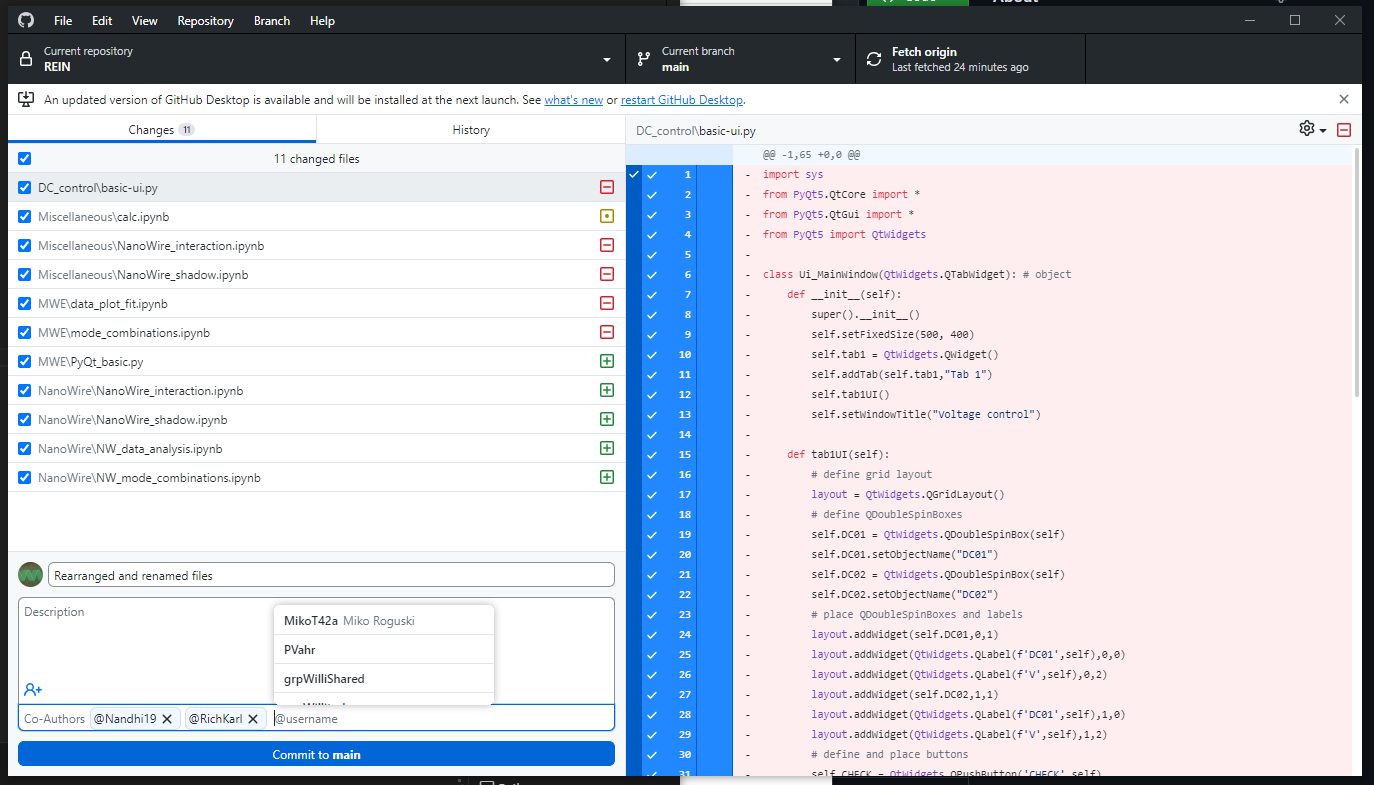 About
File Edit View Repository Branch Help
Current repository
REIN
Current branch
main
Fetch origin
Last fetched 24 minutes ago
An updated version of GitHub Desktop is available and will be installed at the next launch. See what's new or restart GitHub Desktop.
Changes 11
History
11 changed files
DC_control\basic-ui.py
Miscellaneous\calc.ipynb
Miscellaneous\NanoWire_interaction.ipynb
Miscellaneous\NanoWire_shadow.ipynb
MWE\data_plot_fit.ipynb
MWE\mode_combinations.ipynb
MWE\PyQt_basic.py
NanoWire\NanoWire_interaction.ipynb
NanoWire\NanoWire_shadow.ipynb
NanoWire\NW_data_analysis.ipynb
NanoWire\NW_mode_combinations.ipynb
Rearranged and renamed files
Description
MikoT42a Miko Roguski
PVahr
grpWilliShared
Co-Authors @Nandhi19 @RichKarl @username
Commit to main
DC_control\basic-ui.py
@@ -1,65 +0,0 @@
1 - import sys
2 - from PyQt5.QtCore import *
3 - from PyQt5.QtGui import *
4 - from PyQt5 import QtWidgets
5 -
6 - class Ui_MainWindow(QtWidgets.QTabWidget): # object
7 - def __init__(self):
8 - super().__init__()
9 - self.setFixedSize(500, 400)
10 - self.tab1 = QtWidgets.QWidget()
11 - self.addTab(self.tab1,"Tab 1")
12 - self.tab1UI()
13 - self.setWindowTitle("Voltage control")
14 -
15 - def tab1UI(self):
16 - # define grid layout
17 - layout = QtWidgets.QGridLayout()
18 - # define QDoubleSpinBoxes
19 - self.DC01 = QtWidgets.QDoubleSpinBox(self)
20 - self.DC01.setObjectName("DC01")
21 - self.DC02 = QtWidgets.QDoubleSpinBox(self)
22 - self.DC02.setObjectName("DC02")
23 - # place QDoubleSpinBoxes and labels
24 - layout.addWidget(self.DC01,0,1)
25 - layout.addWidget(QtWidgets.QLabel(f'DC01',self),0,0)
26 - layout.addWidget(QtWidgets.QLabel(f'V',self),0,2)
27 - layout.addWidget(self.DC02,1,1)
28 - layout.addWidget(QtWidgets.QLabel(f'DC01',self),1,0)
29 - layout.addWidget(QtWidgets.QLabel(f'V',self),1,2)
30 - # define and place buttons
31 - self.CHECK = QtWidgets.QPushButton('CHECK',self)